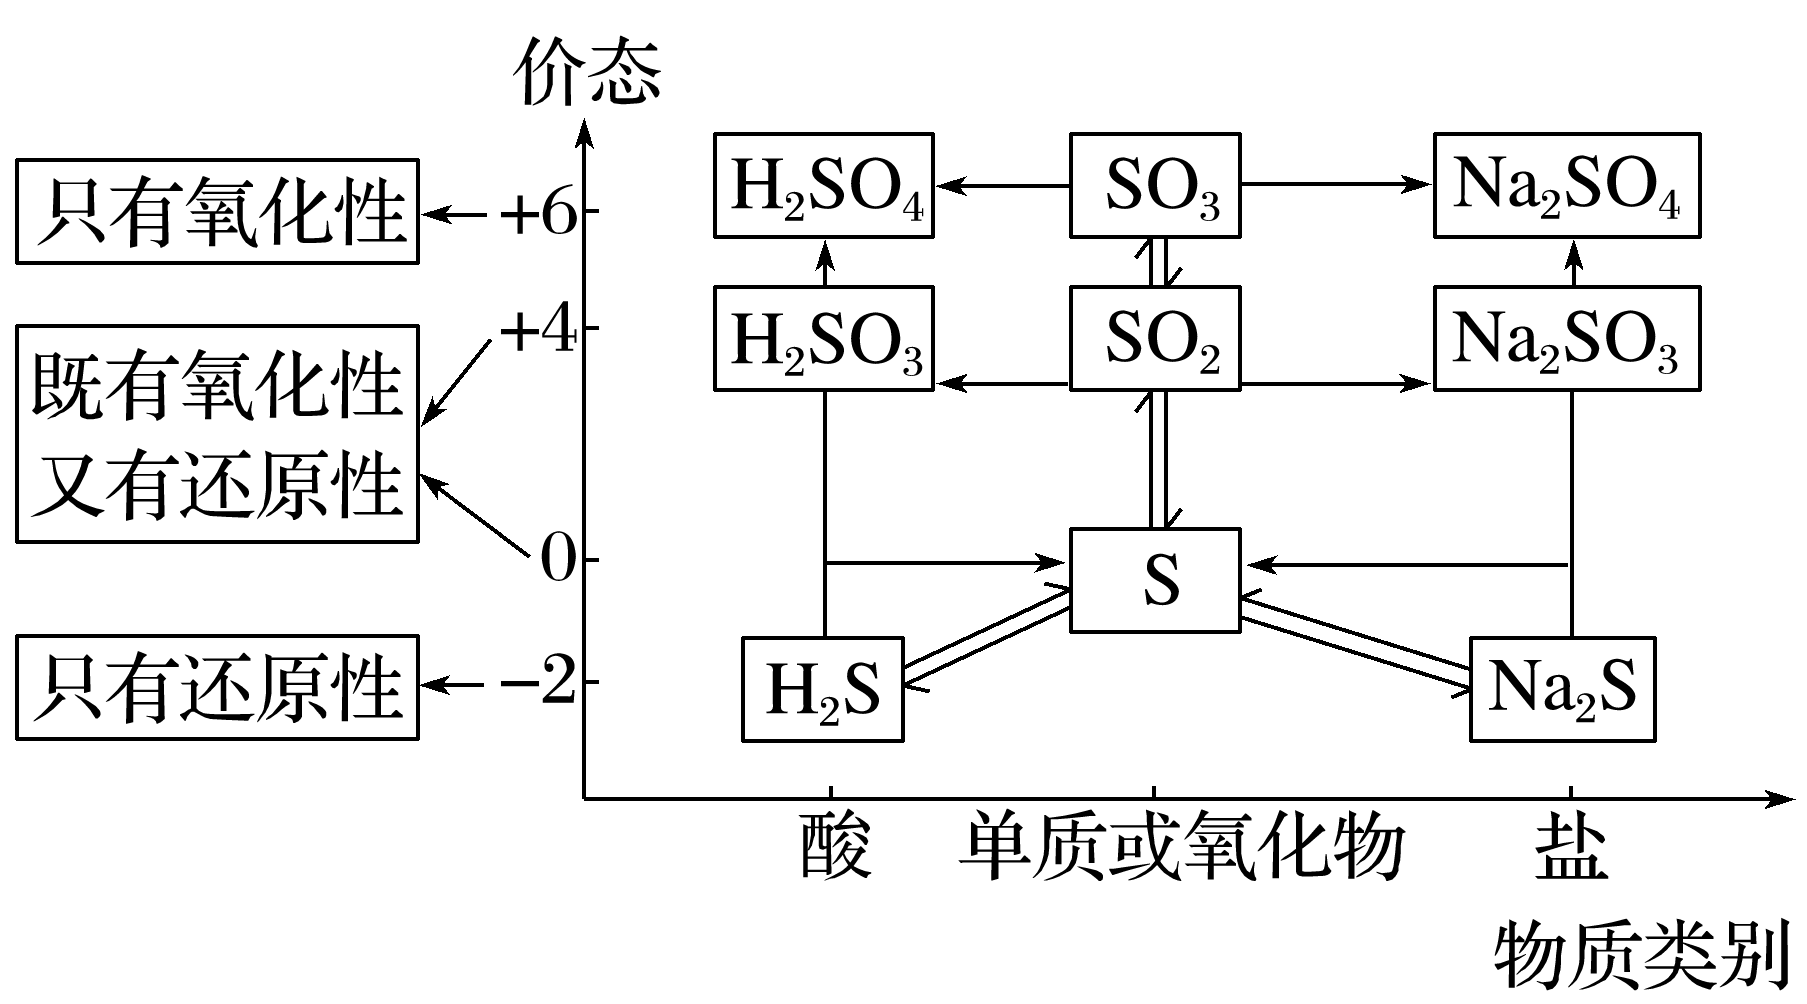 价态
只有氧化性
+6
H₂SO₄
SO₃
Na₂SO₄
+4
H₂SO₃
SO₂
Na₂SO₃
既有氧化性
又有还原性
0
S
只有还原性
−2
H₂S
Na₂S
酸
单质或氧化物
盐
物质类别